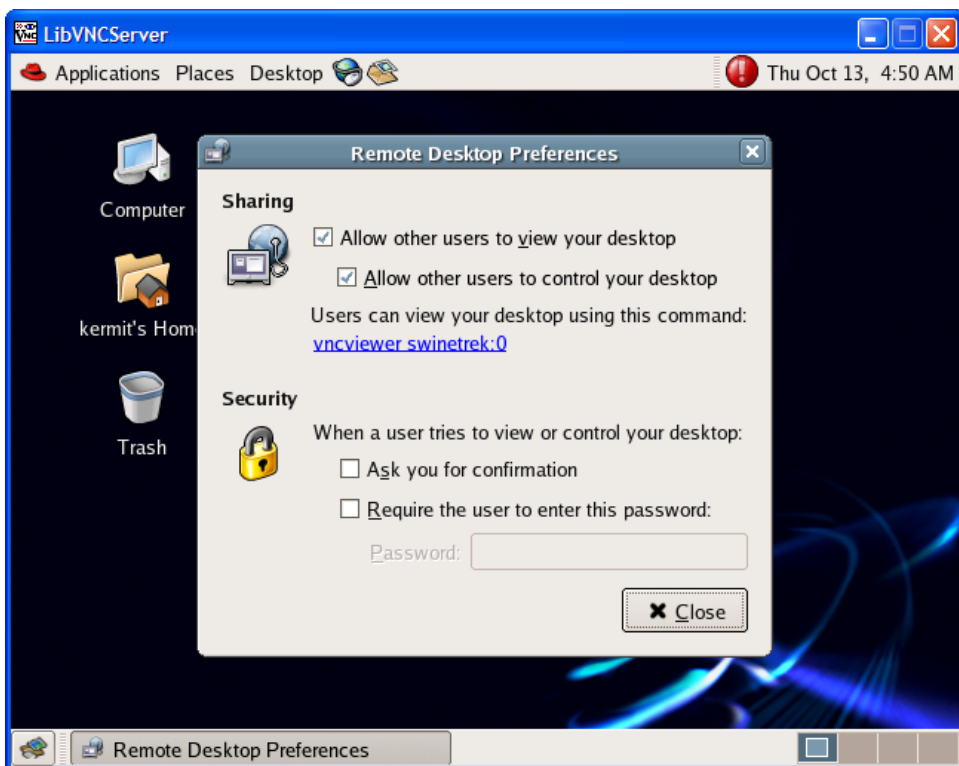 LibVNCServer
Applications Places Desktop Thu Oct 13, 4:50 AM
Computer
kermit's Hom
Trash
Remote Desktop Preferences
Sharing
Allow other users to view your desktop
Allow other users to control your desktop
Users can view your desktop using this command:
vncviewer swinetrek:0
Security
When a user tries to view or control your desktop:
Ask you for confirmation
Require the user to enter this password:
Password:
Close
Remote Desktop Preferences